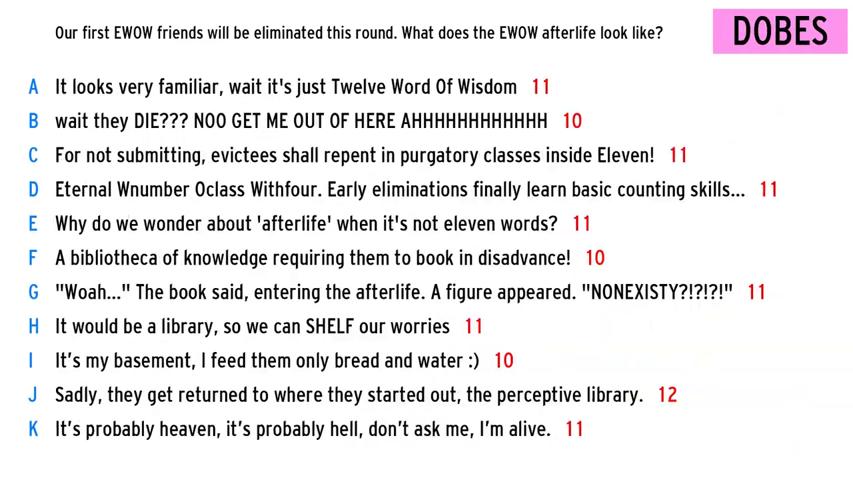 Our first EWOW friends will be eliminated this round. What does the EWOW afterlife look like?
DOBES
A It looks very familiar, wait it's just Twelve Word Of Wisdom 11
B wait they DIE??? NOO GET ME OUT OF HERE AHHHHHHHHHHHH 10
C For not submitting, evictees shall repent in purgatory classes inside Eleven! 11
D Eternal Wnumber Oclass Withfour. Early eliminations finally learn basic counting skills... 11
E Why do we wonder about 'afterlife' when it's not eleven words? 11
F A bibliotheca of knowledge requiring them to book in disadvance! 10
G "Woah..." The book said, entering the afterlife. A figure appeared. "NONEXISTY?!?!?!" 11
H It would be a library, so we can SHELF our worries 11
I It’s my basement, I feed them only bread and water :) 10
J Sadly, they get returned to where they started out, the perceptive library. 12
K It’s probably heaven, it’s probably hell, don’t ask me, I’m alive. 11